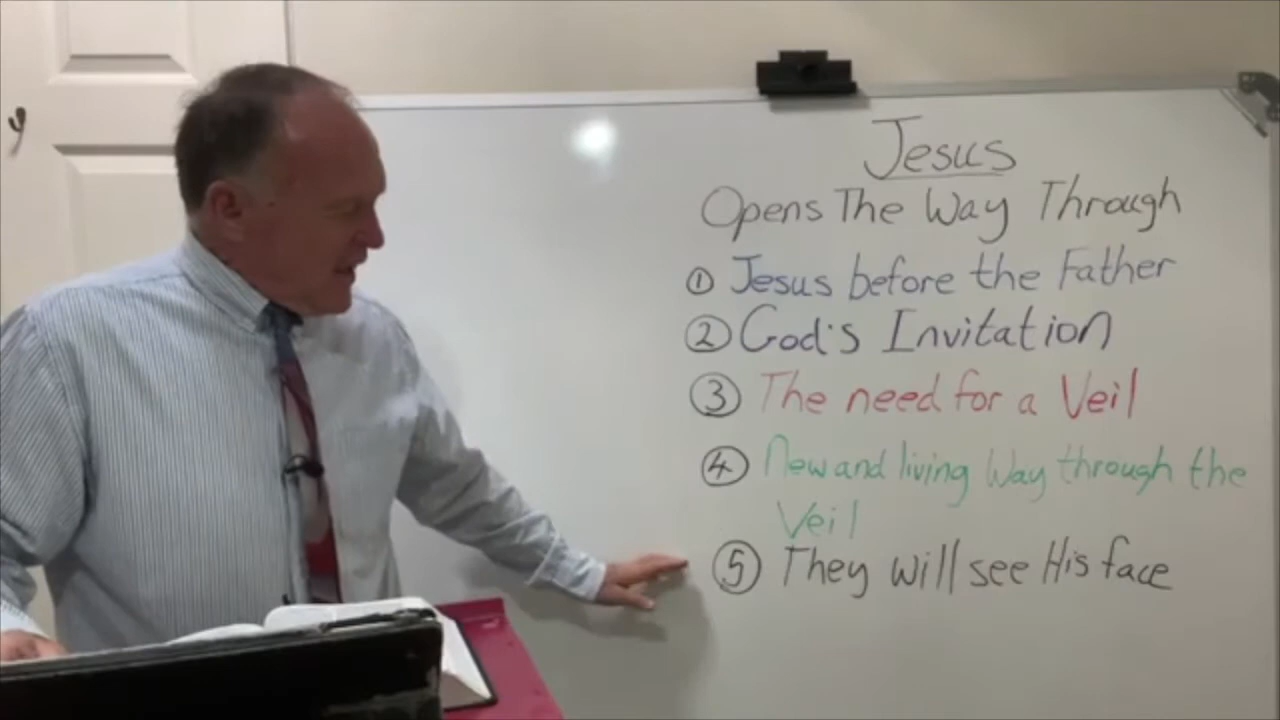 Jesus
Opens The Way Through
① Jesus before the Father
② God's Invitation
③ The need for a Veil
④ New and living Way through the
Veil
⑤ They will see His face